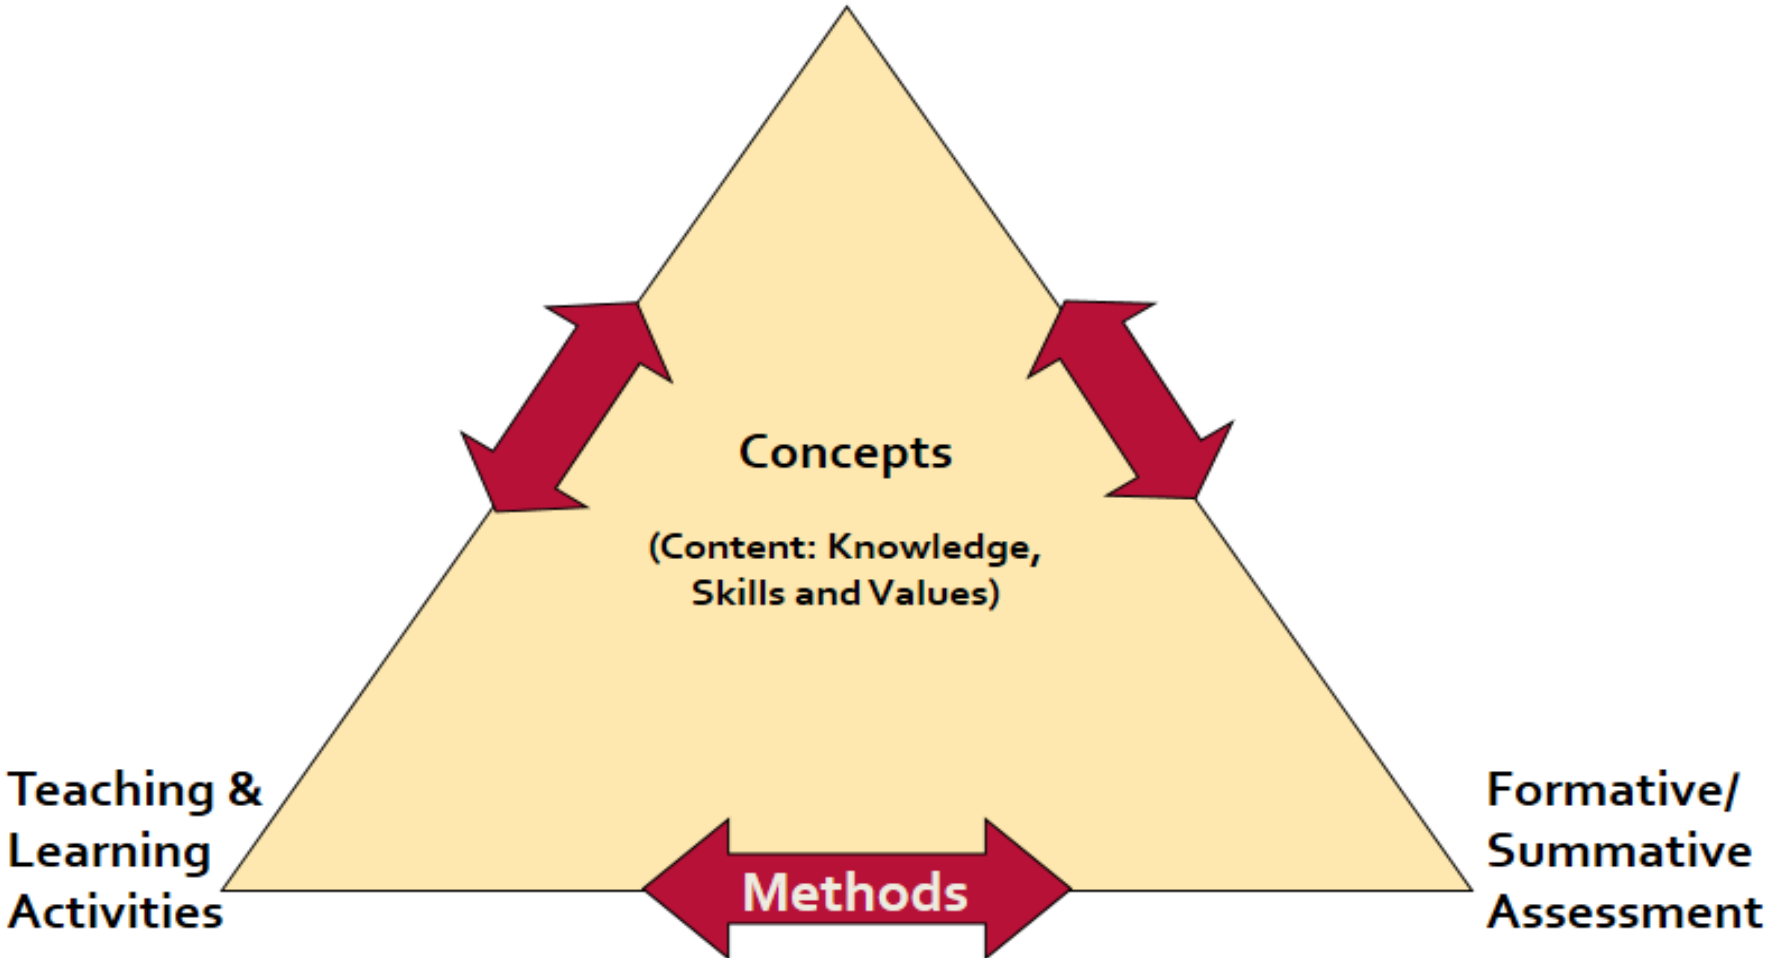 Concepts
(Content: Knowledge,
Skills and Values)
Teaching &
Learning
Activities
Methods
Formative/
Summative
Assessment